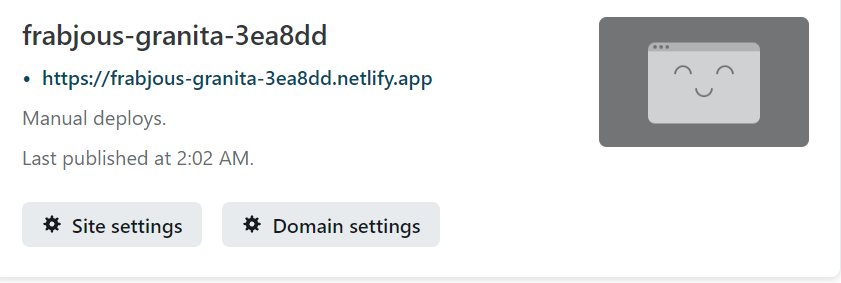 frabjous-granita-3ea8dd
• https://frabjous-granita-3ea8dd.netlify.app
Manual deploys.
Last published at 2:02 AM.
Site settings
Domain settings